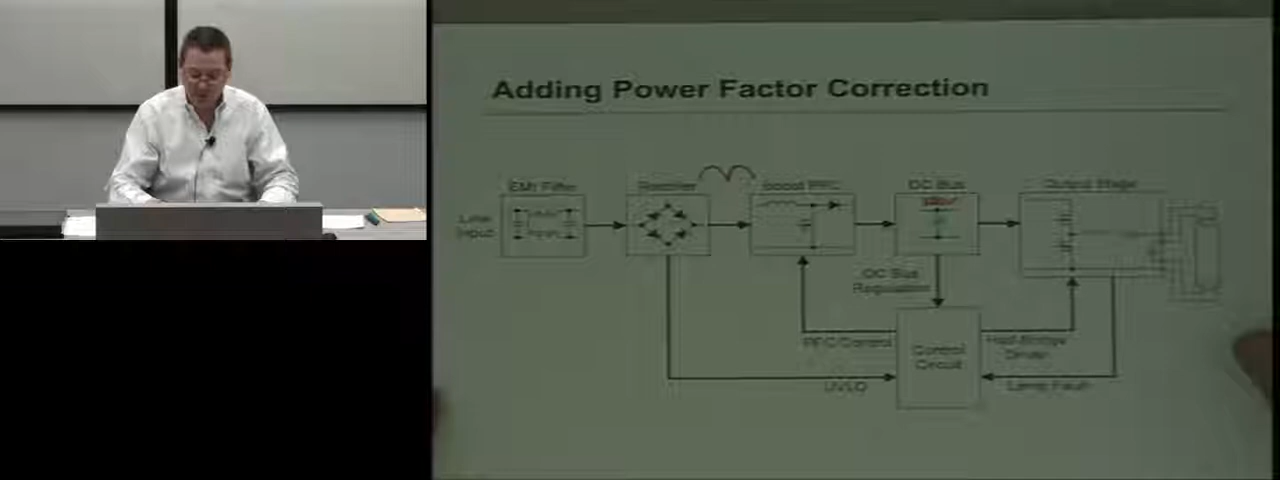 Adding Power Factor Correction
EMI Filter
Rectifier
Boost PFC
DC Bus
Output Stage
Line
Input
DC Bus
Regulation
PFC Control
Control
Circuit
Half-Bridge
Driver
UVLO
Lamp Fault